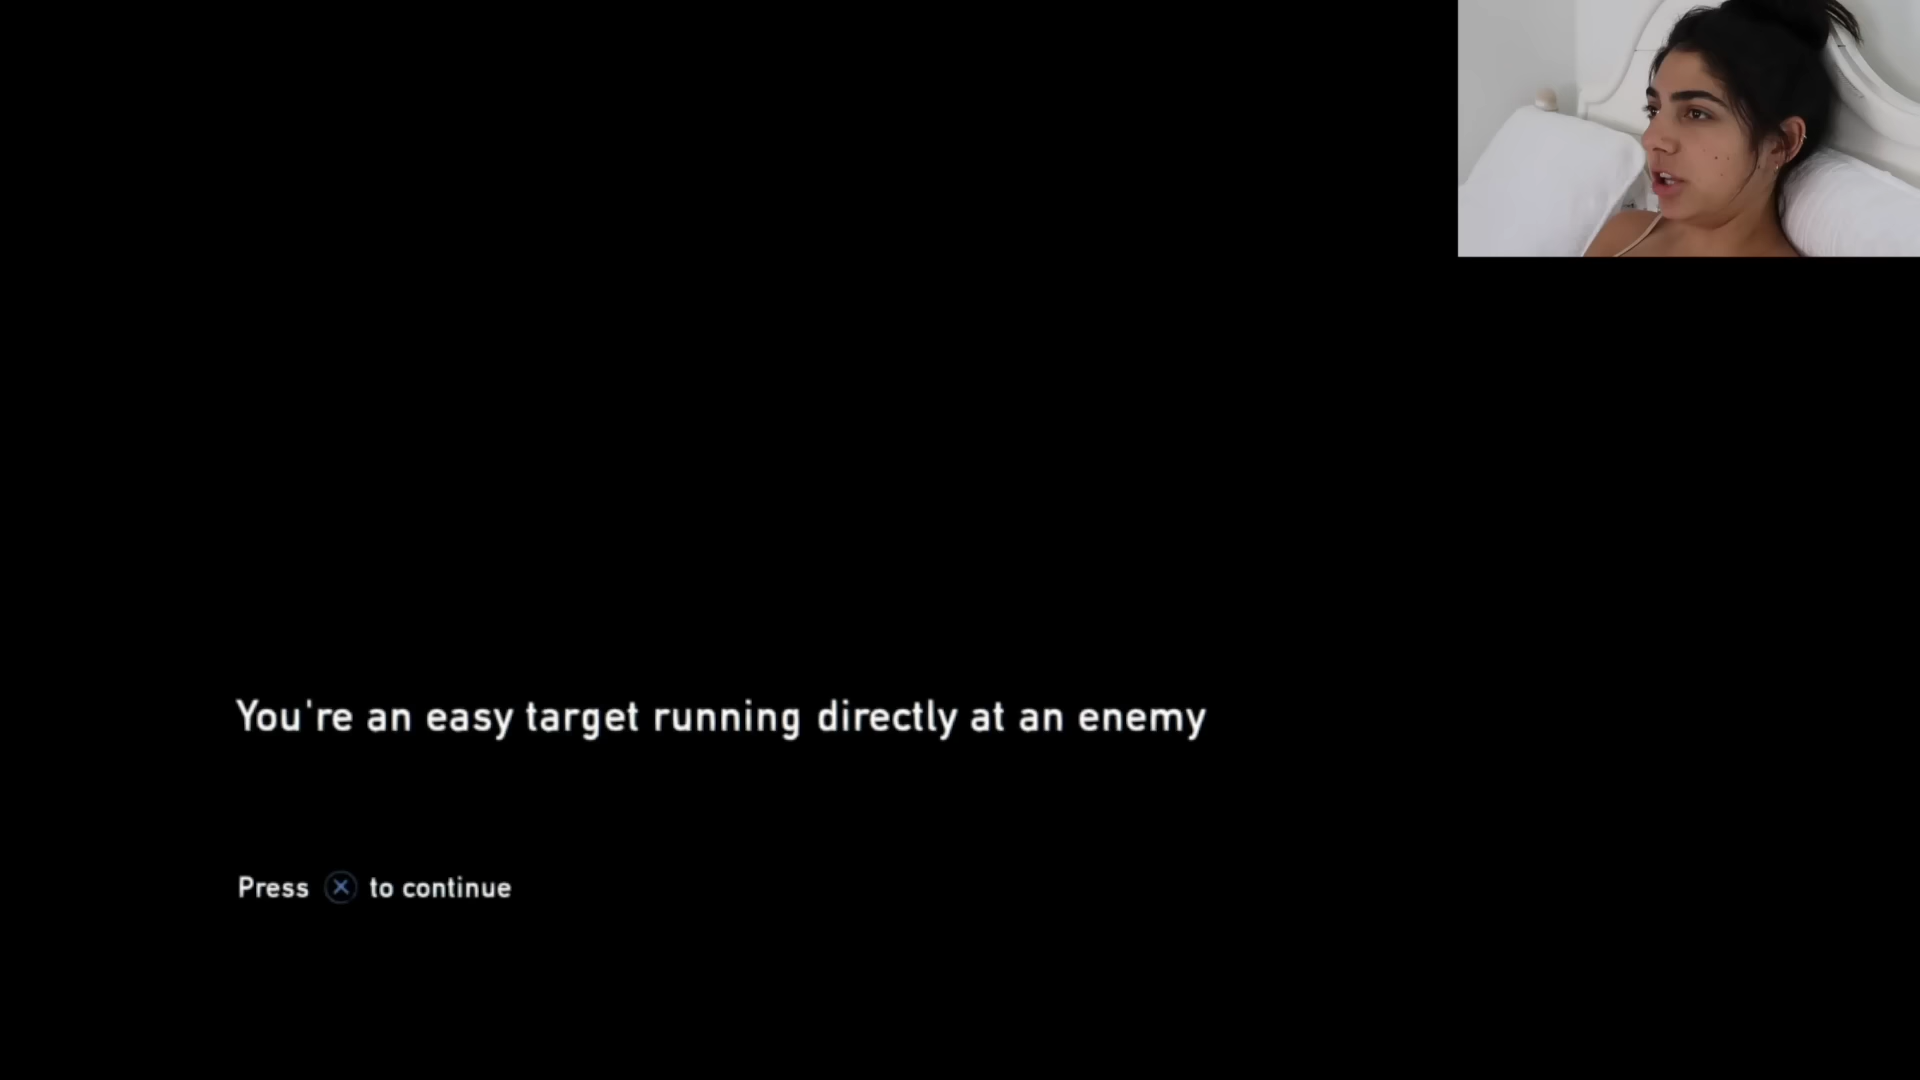 You're an easy target running directly at an enemy
Press ⓧ to continue